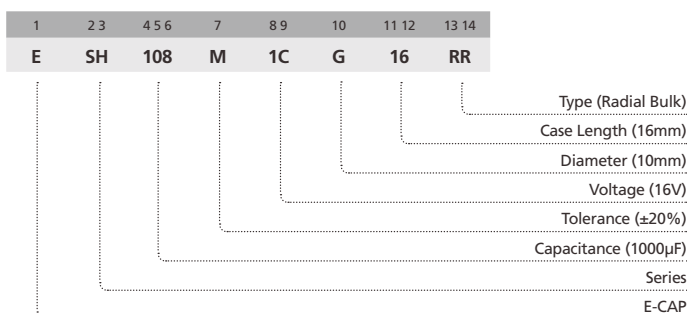 1 2 3 4 5 6 7 8 9 10 11 12 13 14
E SH 108 M 1C G 16 RR
Type (Radial Bulk)
Case Length (16mm)
Diameter (10mm)
Voltage (16V)
Tolerance (±20%)
Capacitance (1000µF)
Series
E-CAP